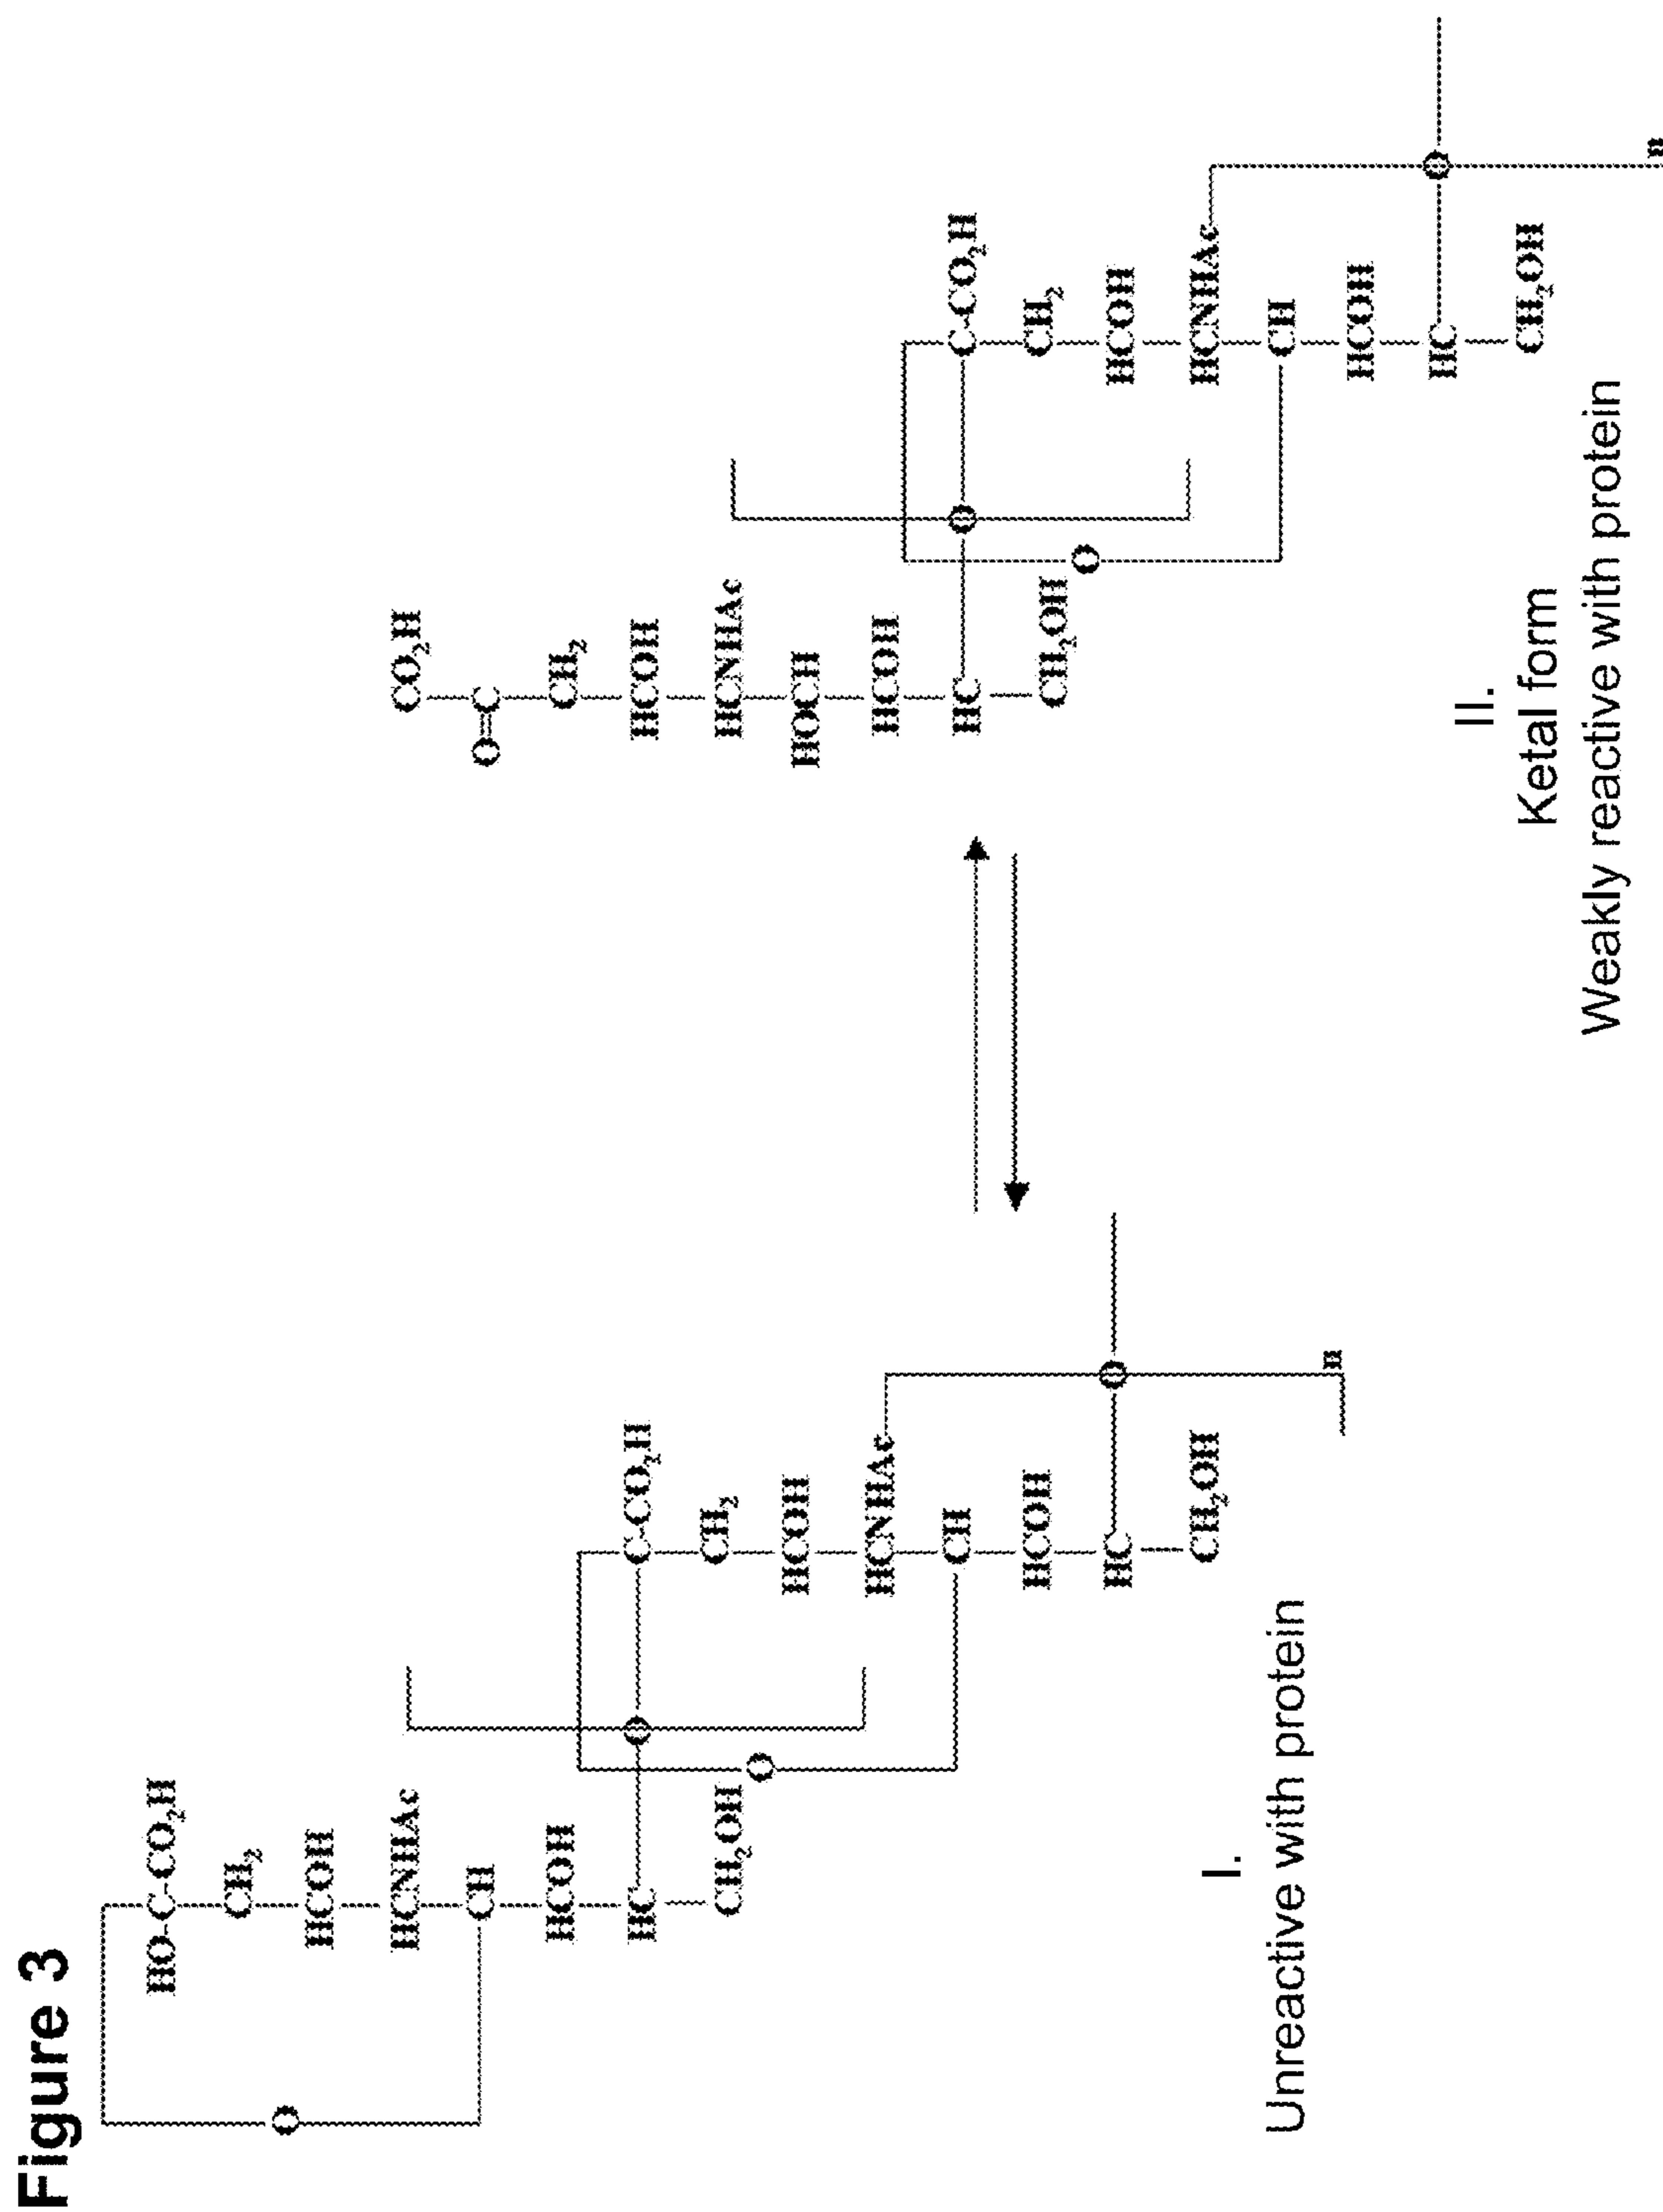 Figure 3
HO-C-CO₂H
CH₂
HCOH
HCNHAc
CH
HCOH
HC
CH₂OH
O
O
O
C-CO₂H
CH₂
HCOH
HCNHAc
CH
HCOH
HC
CH₂OH
O
n
I.
Unreactive with protein
CO₂H
O=C
CH₂
HCOH
HCNHAc
HOCH
HCOH
HC
CH₂OH
O
O
C-CO₂H
CH₂
HCOH
HCNHAc
CH
HCOH
HC
CH₂OH
O
n
II.
Ketal form
Weakly reactive with protein